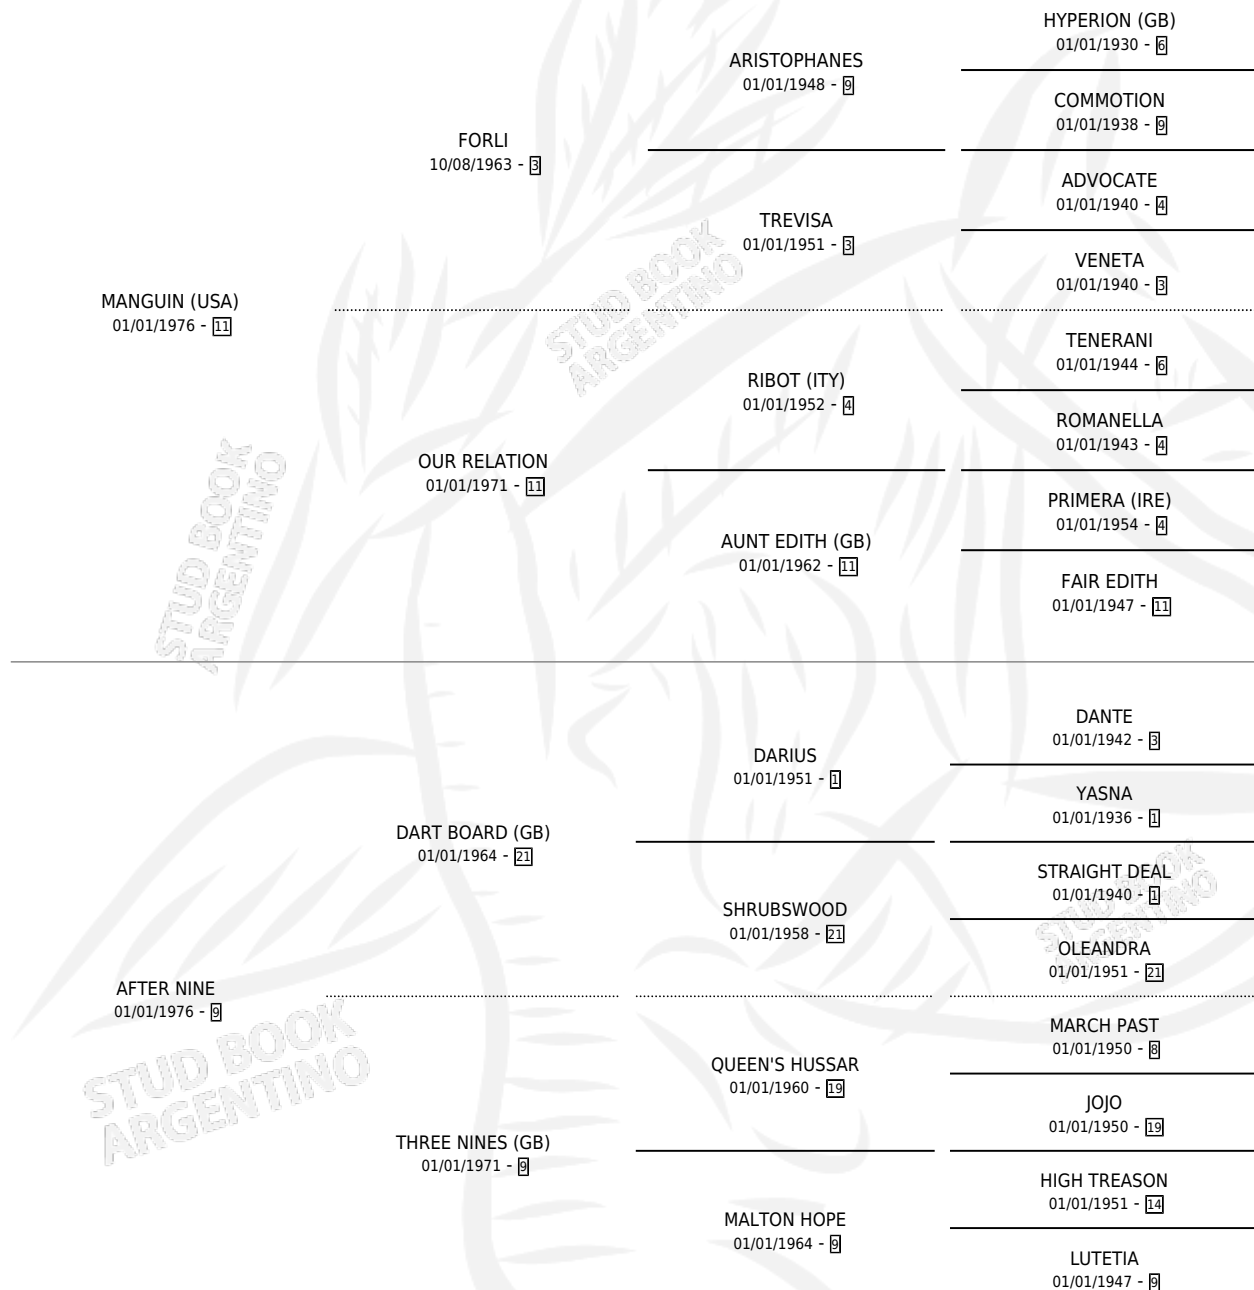 HYPERION (GB)
01/01/1930 - 6
ARISTOPHANES
01/01/1948 - 9
COMMOTION
01/01/1938 - 9
FORLI
10/08/1963 - 3
ADVOCATE
01/01/1940 - 4
TREVISA
01/01/1951 - 3
VENETA
01/01/1940 - 3
MANGUIN (USA)
01/01/1976 - 11
TENERANI
01/01/1944 - 6
RIBOT (ITY)
01/01/1952 - 4
ROMANELLA
01/01/1943 - 4
OUR RELATION
01/01/1971 - 11
PRIMERA (IRE)
01/01/1954 - 4
AUNT EDITH (GB)
01/01/1962 - 11
FAIR EDITH
01/01/1947 - 11
STUD BOOK
ARGENTINO
STUD BOOK
ARGENTINO
DANTE
01/01/1942 - 3
DARIUS
01/01/1951 - 1
YASNA
01/01/1936 - 1
DART BOARD (GB)
01/01/1964 - 21
STRAIGHT DEAL
01/01/1940 - 1
SHRUBSWOOD
01/01/1958 - 21
OLEANDRA
01/01/1951 - 21
STUD BOOK
ARGENTINO
AFTER NINE
01/01/1976 - 9
MARCH PAST
01/01/1950 - 8
QUEEN'S HUSSAR
01/01/1960 - 19
JOJO
01/01/1950 - 19
STUD BOOK
ARGENTINO
THREE NINES (GB)
01/01/1971 - 9
HIGH TREASON
01/01/1951 - 14
MALTON HOPE
01/01/1964 - 9
LUTETIA
01/01/1947 - 9